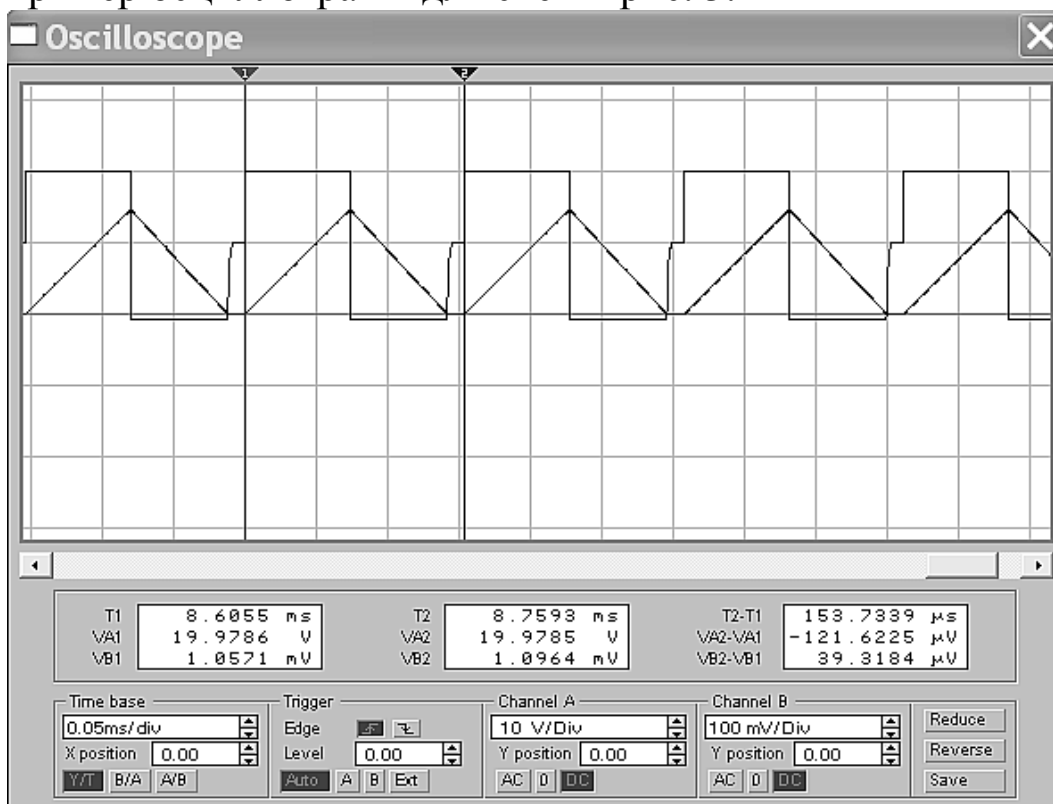 Oscilloscope
1 2
T1 8.6055 ms T2 8.7593 ms T2-T1 153.7339 µs
VA1 19.9786 V VA2 19.9785 V VA2-VA1 -121.6225 µV
VB1 1.0571 mV VB2 1.0964 mV VB2-VB1 39.3184 µV
Time base Trigger Channel A Channel B
0.05ms/div Edge 10 V/Div 100 mV/Div Reduce
X position 0.00 Level 0.00 Y position 0.00 Y position 0.00 Reverse
Y/T B/A A/B Auto A B Ext AC 0 DC AC 0 DC Save